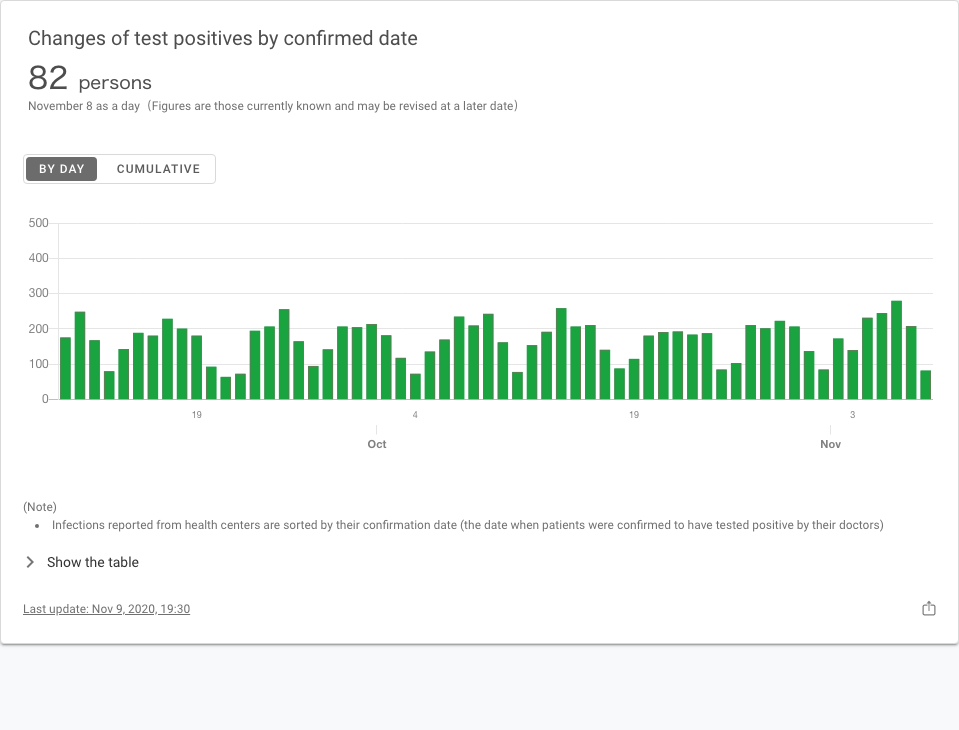 Changes of test positives by confirmed date
82 persons
November 8 as a day（Figures are those currently known and may be revised at a later date）
BY DAY CUMULATIVE
500
400
300
200
100
0
19 4 19 3
Oct Nov
(Note)
• Infections reported from health centers are sorted by their confirmation date (the date when patients were confirmed to have tested positive by their doctors)
Show the table
Last update: Nov 9, 2020, 19:30